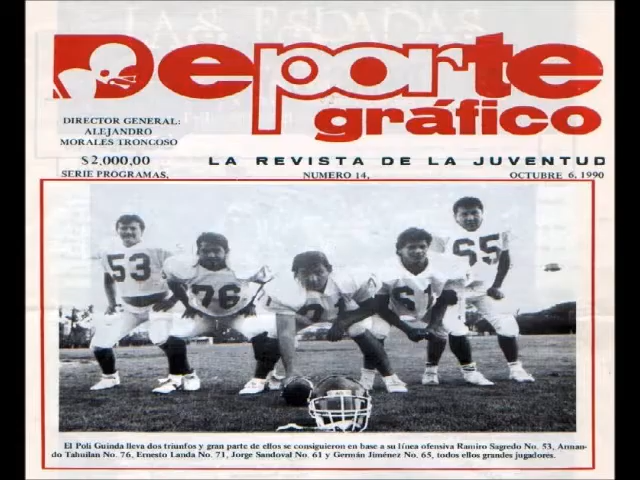 Deporte
gráfico
DIRECTOR GENERAL:
ALEJANDRO
MORALES TRONCOSO
$2,000,00
LA REVISTA DE LA JUVENTUD
SERIE PROGRAMAS, NUMERO 14, OCTUBRE 6, 1990
53
76
71
61
65
El Poli Guinda lleva dos triunfos y gran parte de ellos se consiguieron en base a su línea ofensiva Ramiro Sagredo No. 53, Arman-
do Tahuilan No. 76, Ernesto Landa No. 71, Jorge Sandoval No. 61 y Germán Jiménez No. 65, todos ellos grandes jugadores.